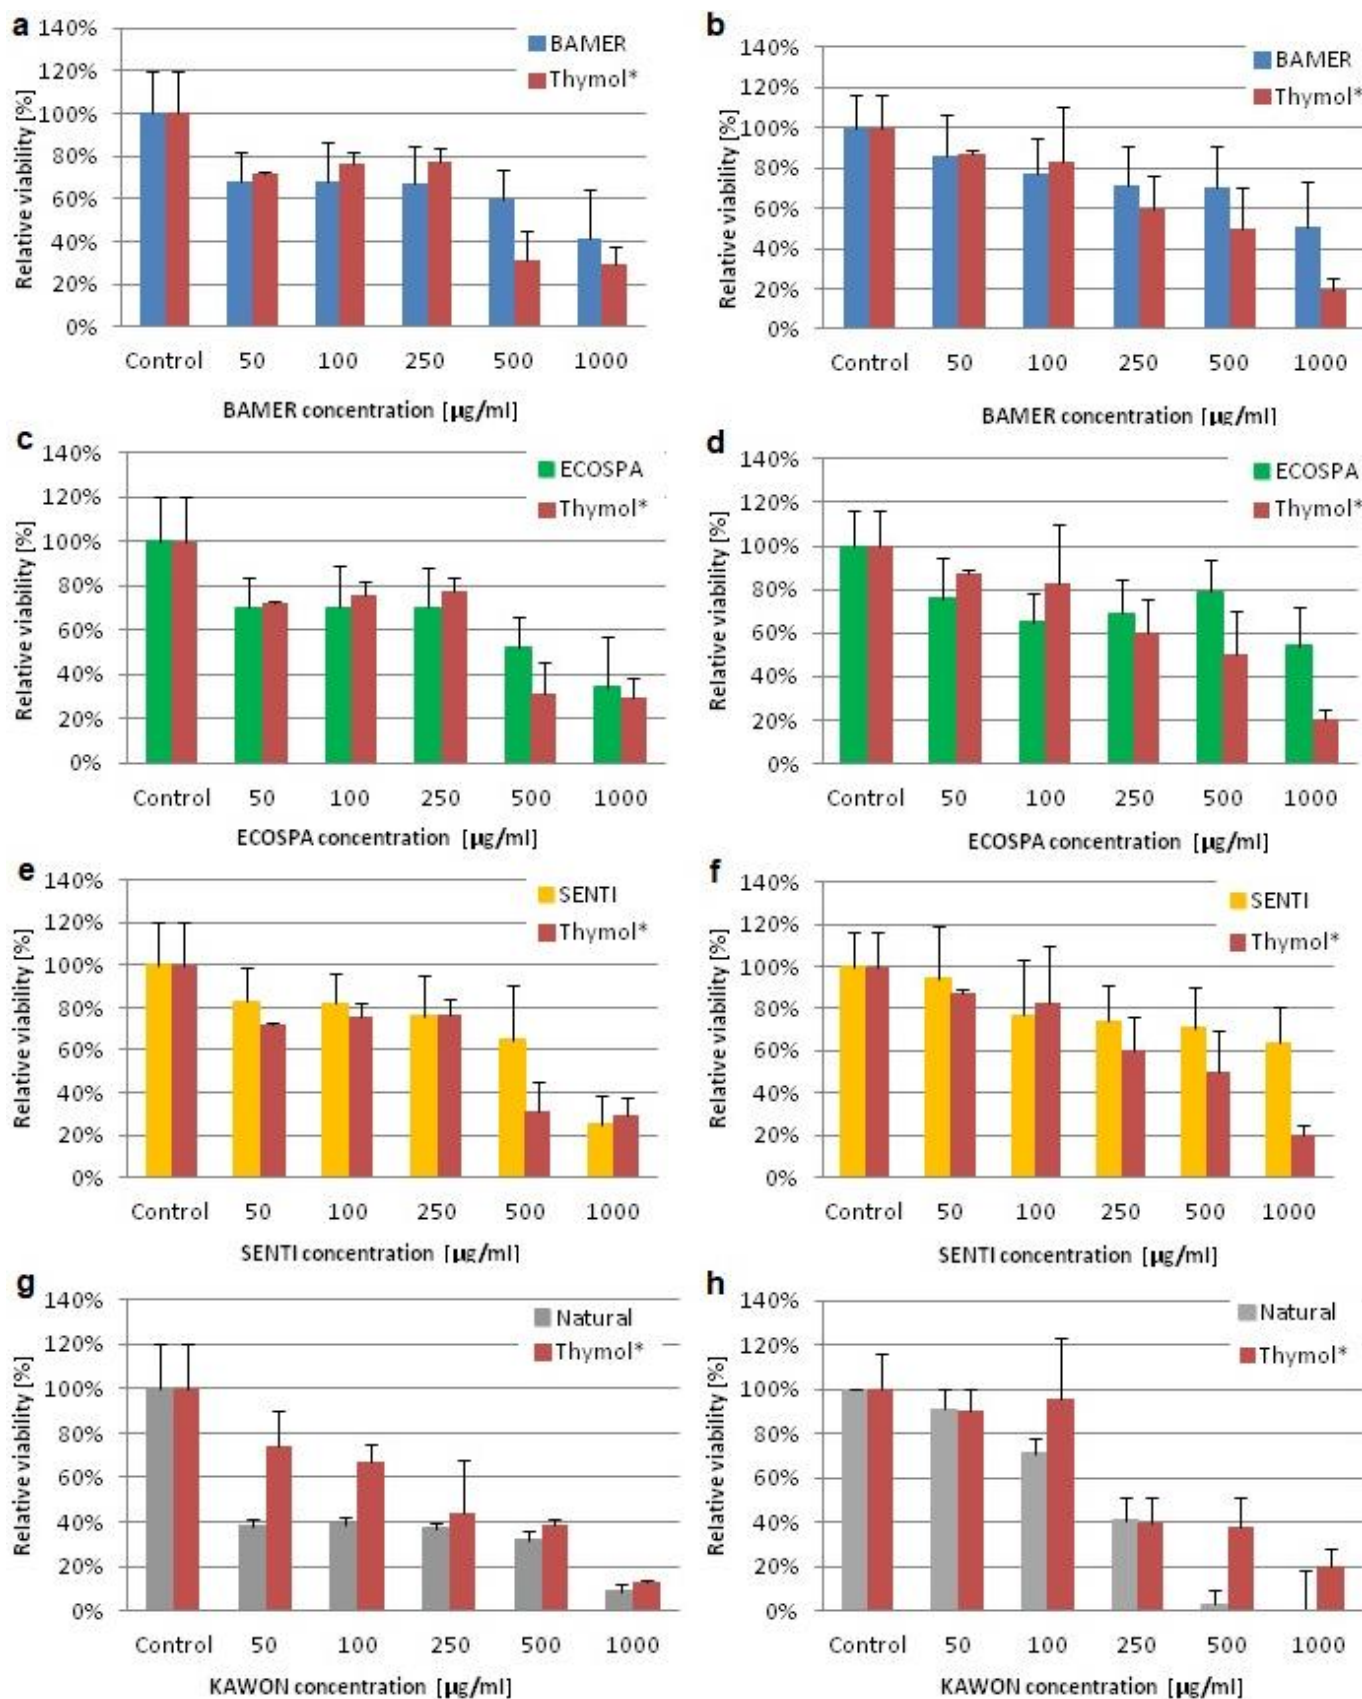 a
140%
120%
100%
80%
60%
40%
20%
0%
Relative viability [%]
BAMER
Thymol*
Control 50 100 250 500 1000
BAMER concentration [µg/ml]
b
140%
120%
100%
80%
60%
40%
20%
0%
Relative viability [%]
BAMER
Thymol*
Control 50 100 250 500 1000
BAMER concentration [µg/ml]
c
140%
120%
100%
80%
60%
40%
20%
0%
Relative viability [%]
ECOSPA
Thymol*
Control 50 100 250 500 1000
ECOSPA concentration [µg/ml]
d
140%
120%
100%
80%
60%
40%
20%
0%
Relative viability [%]
ECOSPA
Thymol*
Control 50 100 250 500 1000
ECOSPA concentration [µg/ml]
e
140%
120%
100%
80%
60%
40%
20%
0%
Relative viability [%]
SENTI
Thymol*
Control 50 100 250 500 1000
SENTI concentration [µg/ml]
f
140%
120%
100%
80%
60%
40%
20%
0%
Relative viability [%]
SENTI
Thymol*
Control 50 100 250 500 1000
SENTI concentration [µg/ml]
g
140%
120%
100%
80%
60%
40%
20%
0%
Relative viability [%]
Natural
Thymol*
Control 50 100 250 500 1000
KAWON concentration [µg/ml]
h
140%
120%
100%
80%
60%
40%
20%
0%
Relative viability [%]
Natural
Thymol*
Control 50 100 250 500 1000
KAWON concentration [µg/ml]